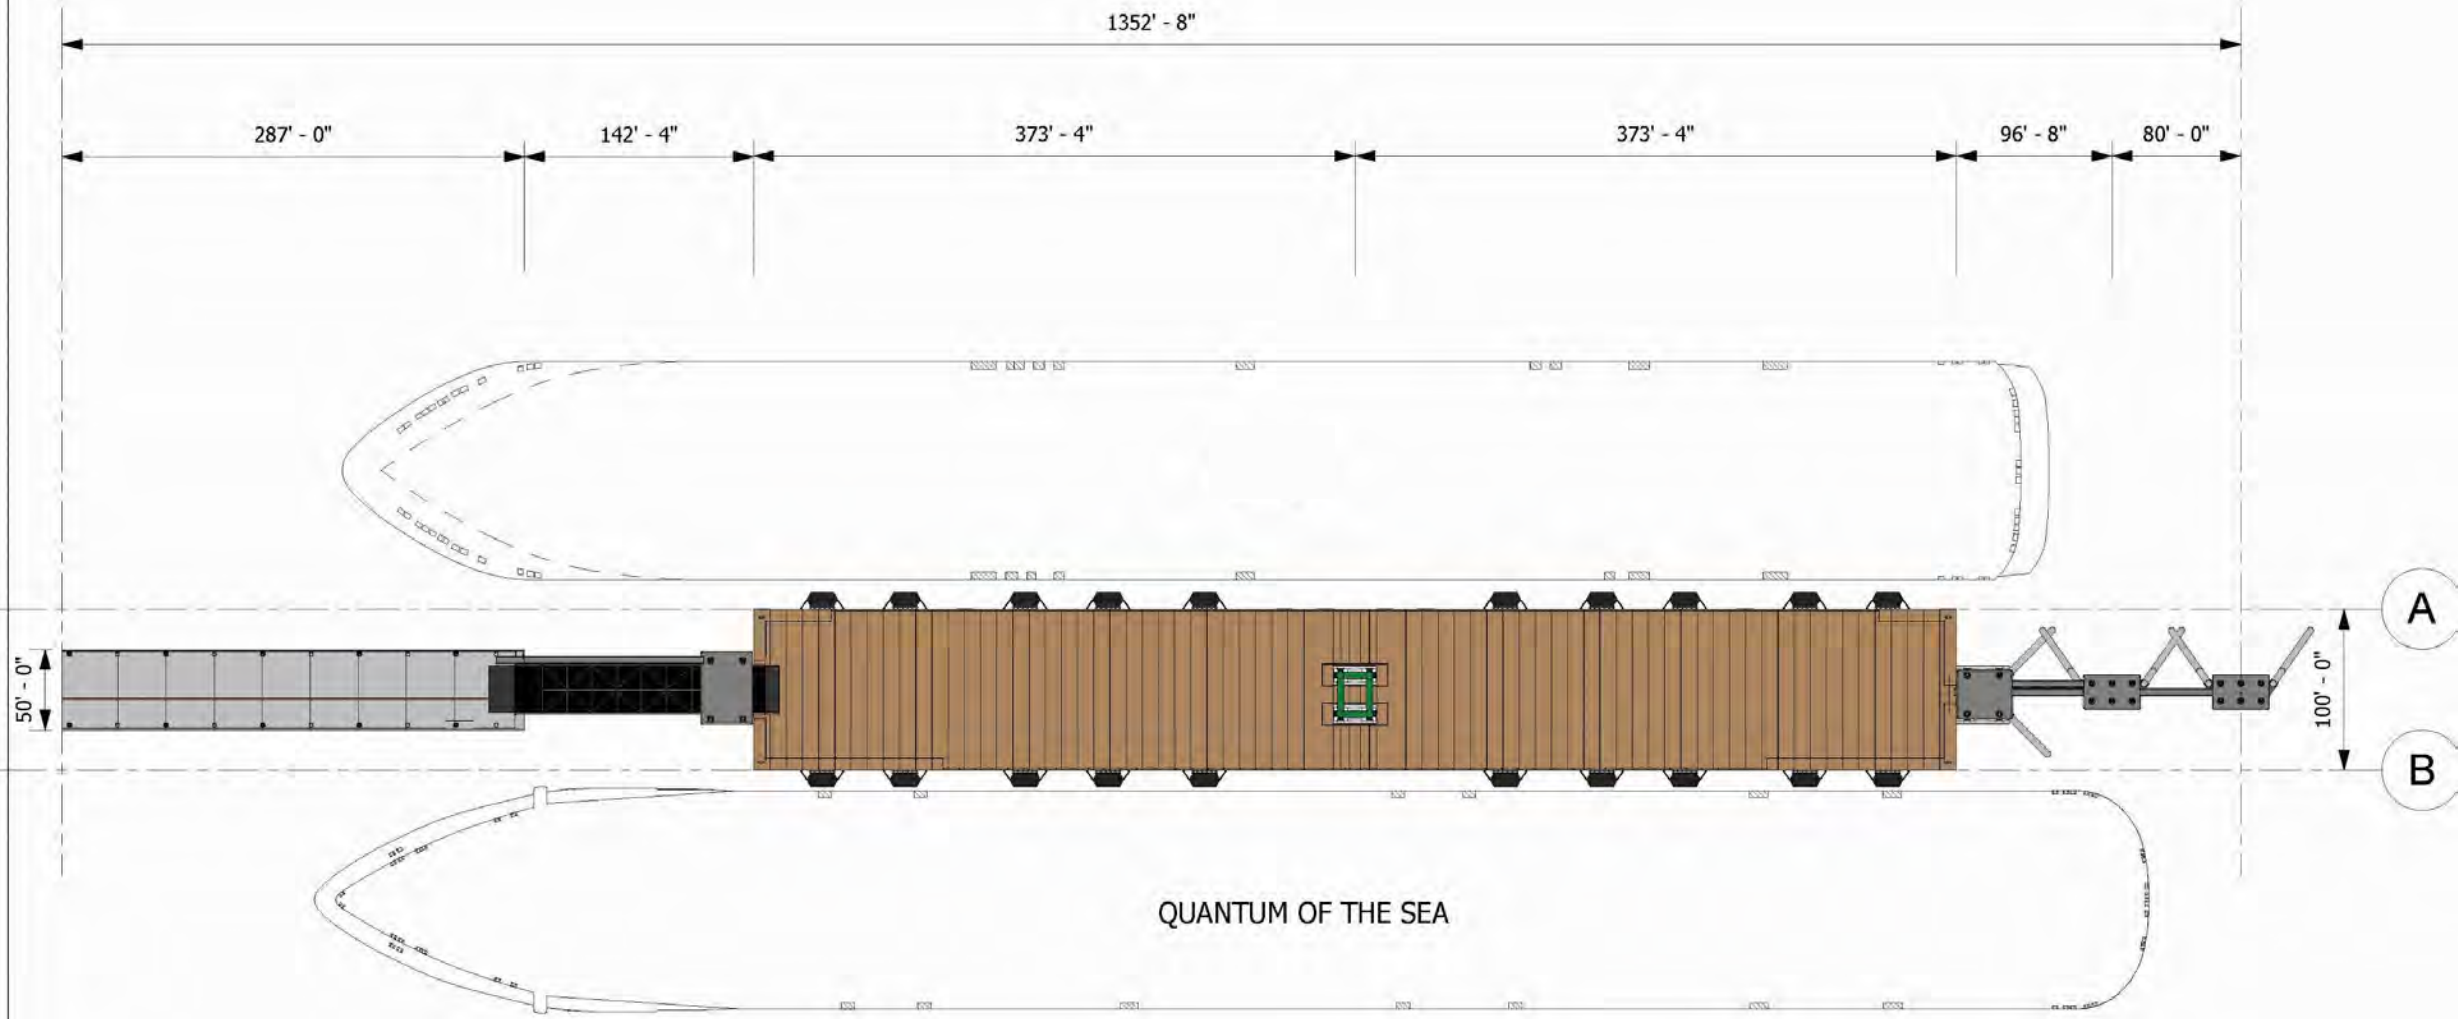 1352' - 8"
287' - 0"
142' - 4"
373' - 4"
373' - 4"
96' - 8"
80' - 0"
A
50' - 0"
100' - 0"
B
QUANTUM OF THE SEA